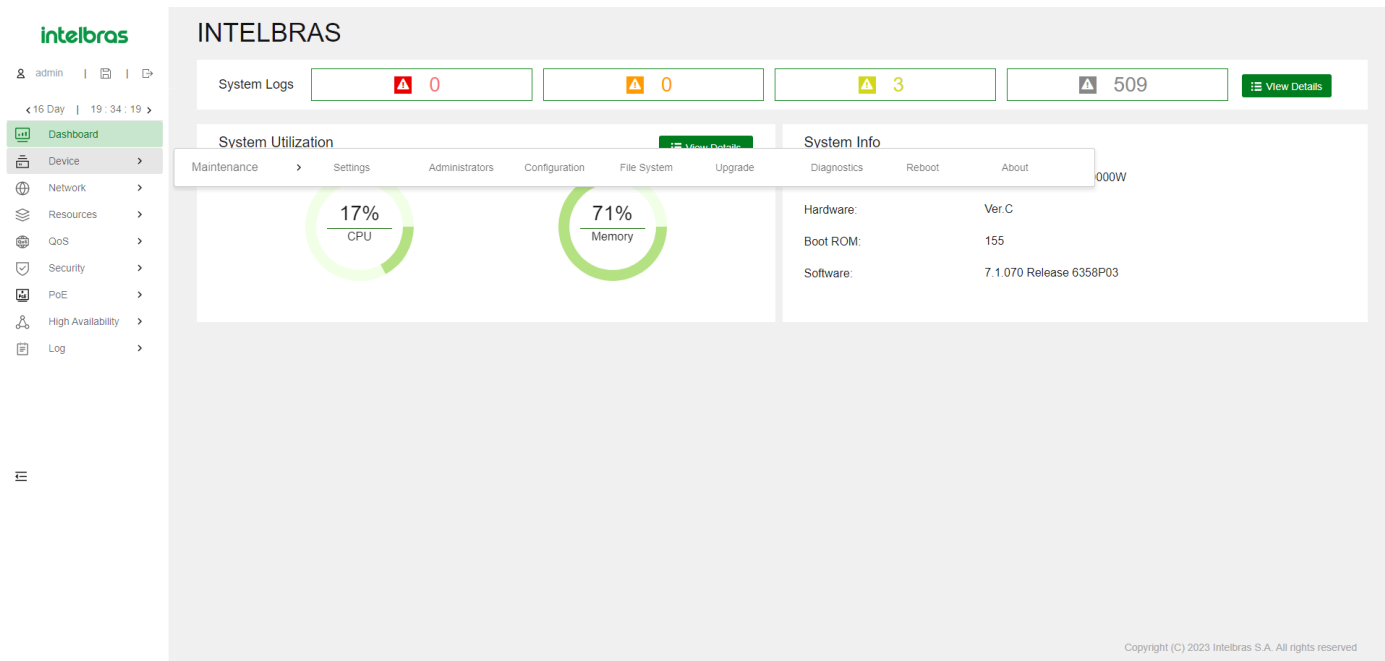 intelbras
admin | |
16 Day | 19 : 34 : 19
Dashboard
Device
Network
Resources
QoS
Security
PoE
High Availability
Log
INTELBRAS
System Logs 0 0 3 509 View Details
System Utilization View Details
Maintenance Settings Administrators Configuration File System Upgrade Diagnostics Reboot About
17%
CPU
71%
Memory
System Info
000W
Hardware: Ver.C
Boot ROM: 155
Software: 7.1.070 Release 6358P03
Copyright (C) 2023 Intelbras S.A. All rights reserved